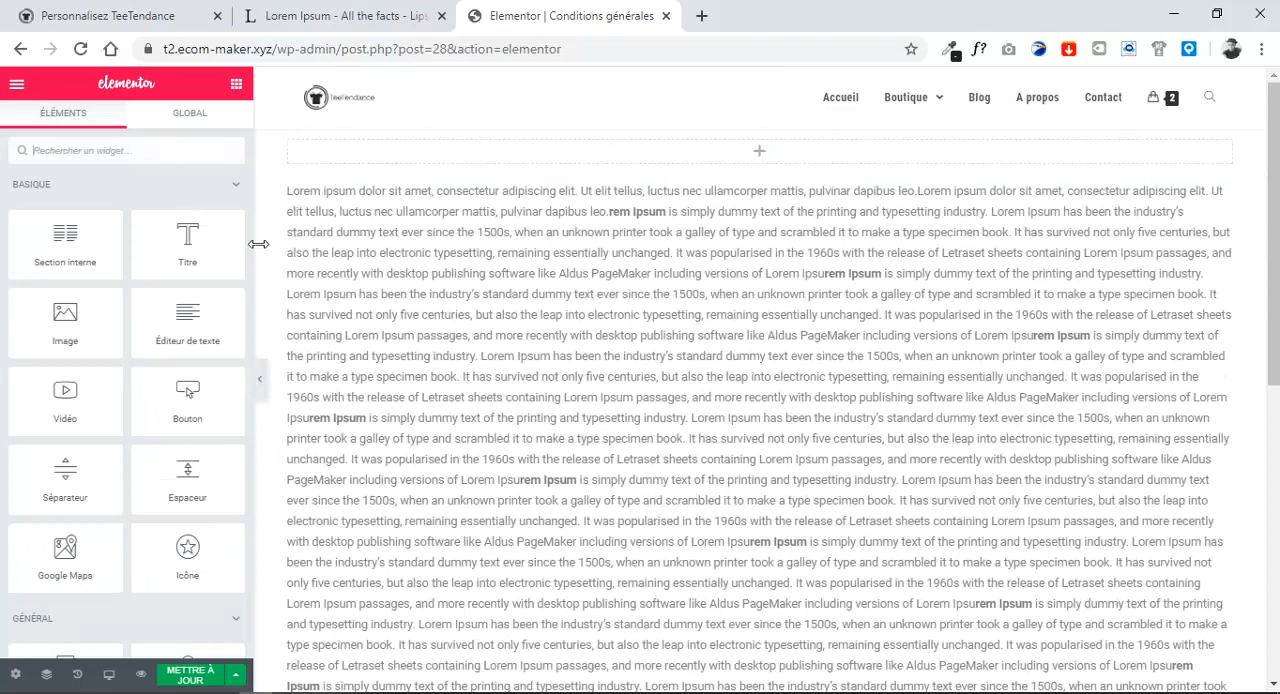 Personnalisez TeeTendance
Lorem Ipsum - All the facts - Lips
Elementor | Conditions générales
t2.ecom-maker.xyz/wp-admin/post.php?post=28&action=elementor
elementor
ÉLÉMENTS
GLOBAL
Rechercher un widget...
BASIQUE
Section interne
Titre
Image
Éditeur de texte
Vidéo
Bouton
Séparateur
Espaceur
Google Maps
Icône
GÉNÉRAL
METTRE À
JOUR
TeeTendance
Accueil
Boutique
Blog
A propos
Contact
2
Lorem ipsum dolor sit amet, consectetur adipiscing elit. Ut elit tellus, luctus nec ullamcorper mattis, pulvinar dapibus leo.Lorem ipsum dolor sit amet, consectetur adipiscing elit. Ut
elit tellus, luctus nec ullamcorper mattis, pulvinar dapibus leo.rem Ipsum is simply dummy text of the printing and typesetting industry. Lorem Ipsum has been the industry's
standard dummy text ever since the 1500s, when an unknown printer took a galley of type and scrambled it to make a type specimen book. It has survived not only five centuries, but
also the leap into electronic typesetting, remaining essentially unchanged. It was popularised in the 1960s with the release of Letraset sheets containing Lorem Ipsum passages, and
more recently with desktop publishing software like Aldus PageMaker including versions of Lorem Ipsurem Ipsum is simply dummy text of the printing and typesetting industry.
Lorem Ipsum has been the industry's standard dummy text ever since the 1500s, when an unknown printer took a galley of type and scrambled it to make a type specimen book. It
has survived not only five centuries, but also the leap into electronic typesetting, remaining essentially unchanged. It was popularised in the 1960s with the release of Letraset sheets
containing Lorem Ipsum passages, and more recently with desktop publishing software like Aldus PageMaker including versions of Lorem Ipsurem Ipsum is simply dummy text of
the printing and typesetting industry. Lorem Ipsum has been the industry's standard dummy text ever since the 1500s, when an unknown printer took a galley of type and scrambled
it to make a type specimen book. It has survived not only five centuries, but also the leap into electronic typesetting, remaining essentially unchanged. It was popularised in the
1960s with the release of Letraset sheets containing Lorem Ipsum passages, and more recently with desktop publishing software like Aldus PageMaker including versions of Lorem
Ipsurem Ipsum is simply dummy text of the printing and typesetting industry. Lorem Ipsum has been the industry's standard dummy text ever since the 1500s, when an unknown
printer took a galley of type and scrambled it to make a type specimen book. It has survived not only five centuries, but also the leap into electronic typesetting, remaining essentially
unchanged. It was popularised in the 1960s with the release of Letraset sheets containing Lorem Ipsum passages, and more recently with desktop publishing software like Aldus
PageMaker including versions of Lorem Ipsurem Ipsum is simply dummy text of the printing and typesetting industry. Lorem Ipsum has been the industry's standard dummy text
ever since the 1500s, when an unknown printer took a galley of type and scrambled it to make a type specimen book. It has survived not only five centuries, but also the leap into
electronic typesetting, remaining essentially unchanged. It was popularised in the 1960s with the release of Letraset sheets containing Lorem Ipsum passages, and more recently
with desktop publishing software like Aldus PageMaker including versions of Lorem Ipsurem Ipsum is simply dummy text of the printing and typesetting industry. Lorem Ipsum has
been the industry's standard dummy text ever since the 1500s, when an unknown printer took a galley of type and scrambled it to make a type specimen book. It has survived not
only five centuries, but also the leap into electronic typesetting, remaining essentially unchanged. It was popularised in the 1960s with the release of Letraset sheets containing
Lorem Ipsum passages, and more recently with desktop publishing software like Aldus PageMaker including versions of Lorem Ipsurem Ipsum is simply dummy text of the printing
and typesetting industry. Lorem Ipsum has been the industry's standard dummy text ever since the 1500s, when an unknown printer took a galley of type and scrambled it to make a
type specimen book. It has survived not only five centuries, but also the leap into electronic typesetting, remaining essentially unchanged. It was popularised in the 1960s with the
release of Letraset sheets containing Lorem Ipsum passages, and more recently with desktop publishing software like Aldus PageMaker including versions of Lorem Ipsurem
Ipsum is simply dummy text of the printing and typesetting industry. Lorem Ipsum has been the industry's standard dummy text ever since the 1500s, when an unknown printer took